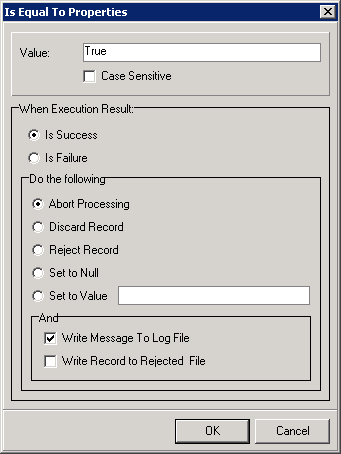 Is Equal To Properties
Value: True
Case Sensitive
When Execution Result:
Is Success
Is Failure
Do the following
Abort Processing
Discard Record
Reject Record
Set to Null
Set to Value
And
Write Message To Log File
Write Record to Rejected File
OK Cancel